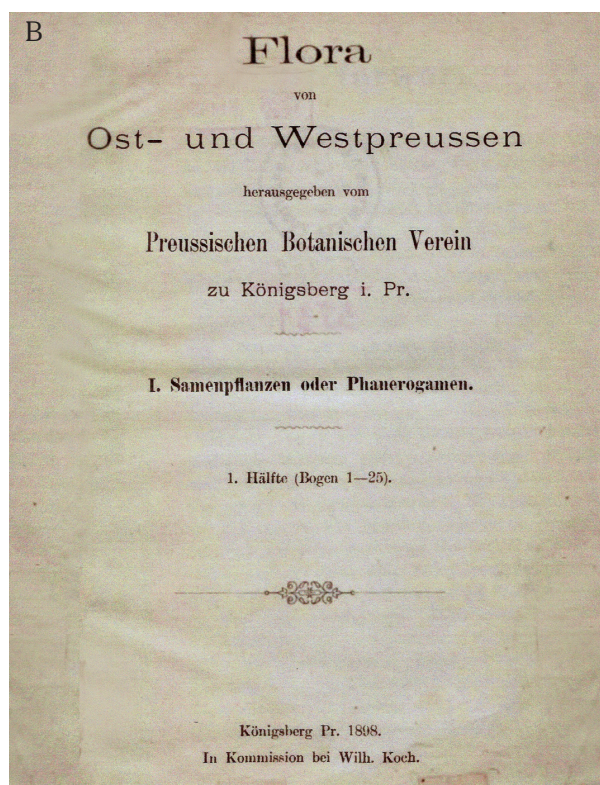 B
Flora
von
Ost- und Westpreussen
herausgegeben vom
Preussischen Botanischen Verein
zu Königsberg i. Pr.
I. Samenpflanzen oder Phanerogamen.
1. Hälfte (Bogen 1—25).
Königsberg Pr. 1898.
In Kommission bei Wilh. Koch.